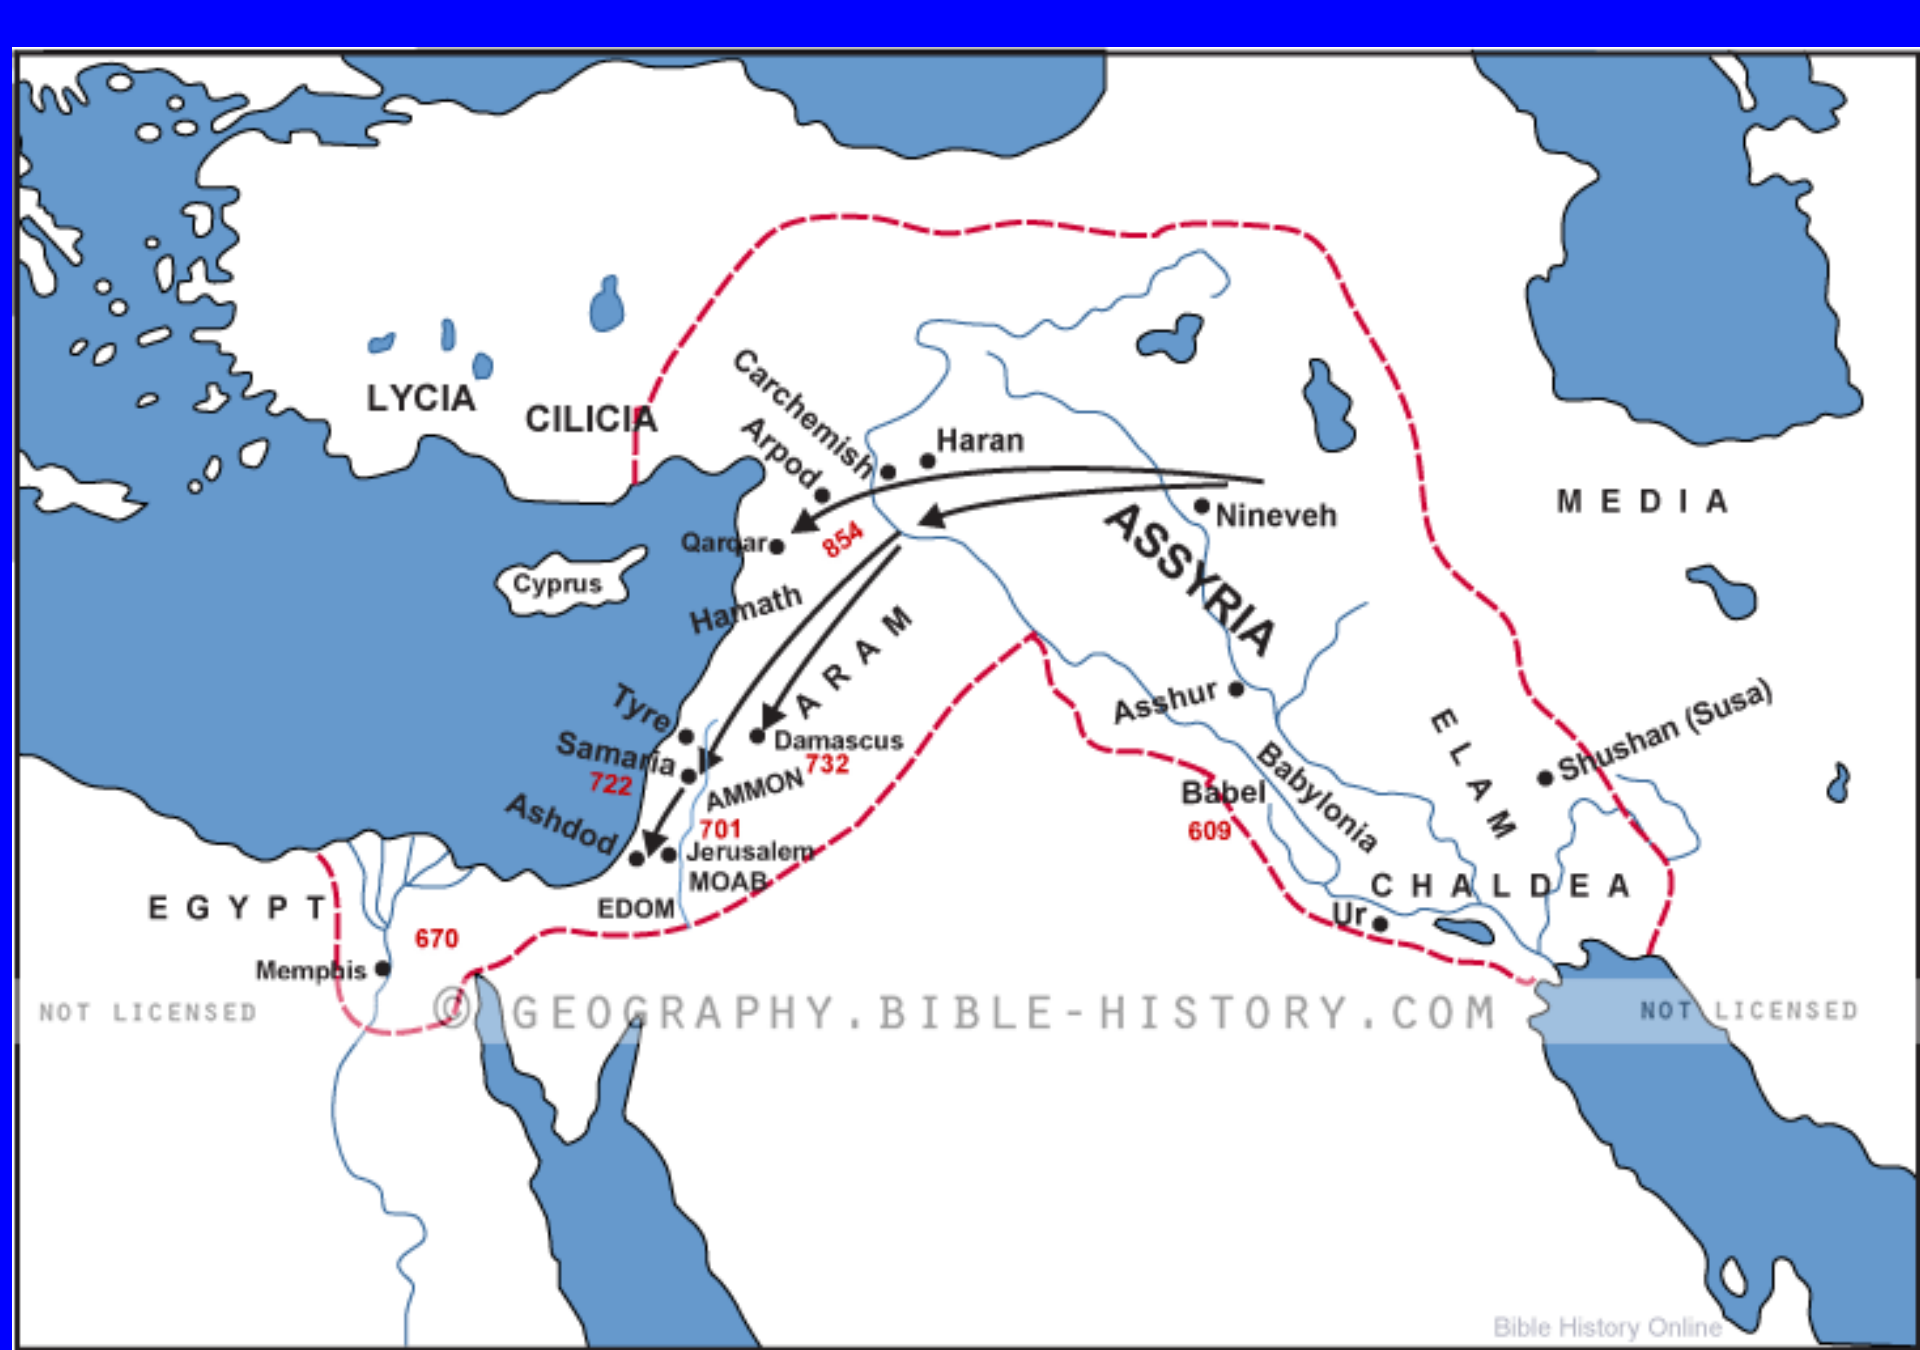 LYCIA
CILICIA
Carchemish
Arpod
Haran
Nineveh
ASSYRIA
MEDIA
Qarqar
854
Cyprus
Hamath
ARAM
Tyre
Samaria
722
Damascus
732
AMMON
701
Ashdod
Jerusalem
MOAB
EDOM
Asshur
Babylonia
Babel
609
ELAM
Shushan (Susa)
CHALDEA
Ur
EGYPT
670
Memphis
NOT LICENSED
© GEOGRAPHY.BIBLE-HISTORY.COM
NOT LICENSED
Bible History Online